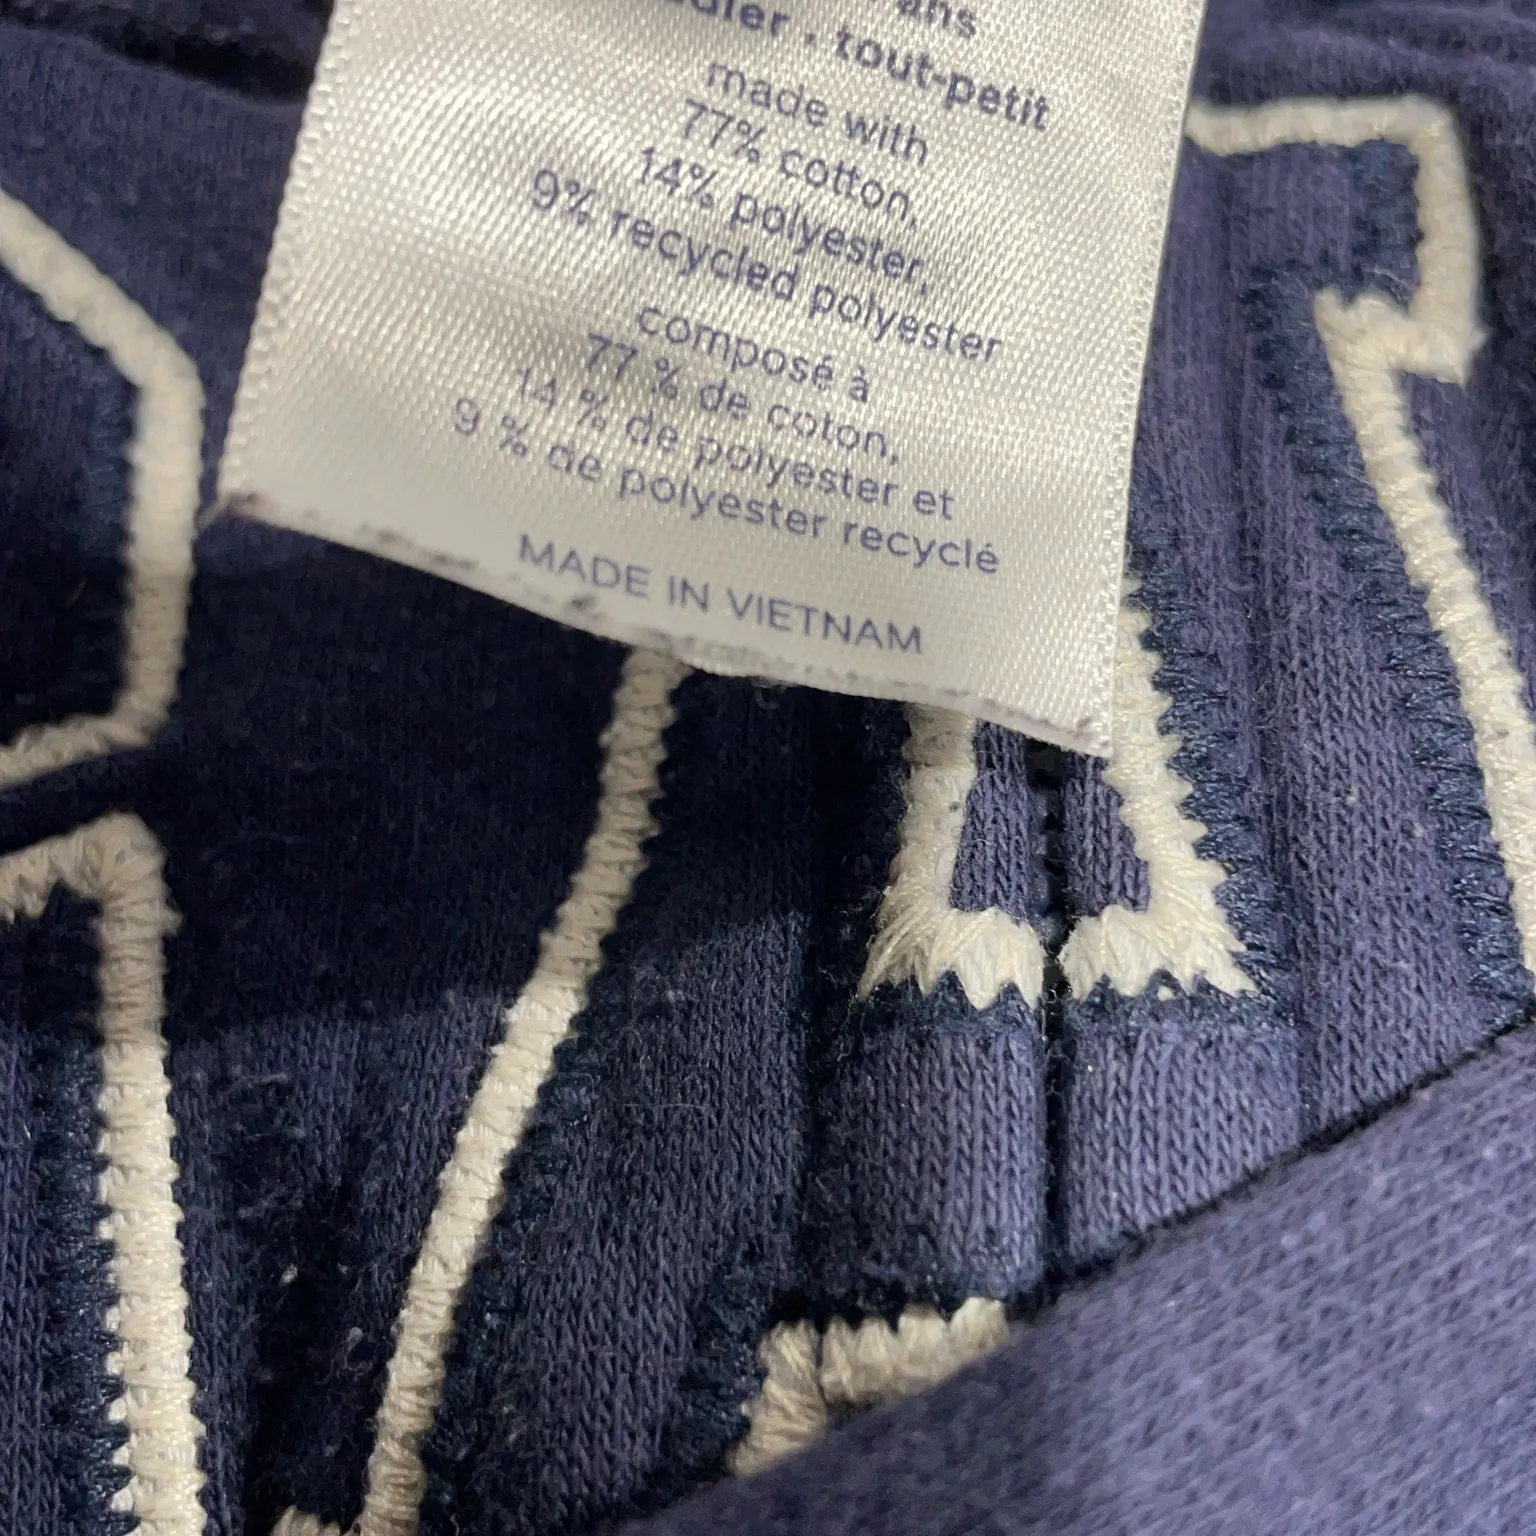 ans
tout-petit
made with
77% cotton,
14% polyester,
9% recycled polyester
composé à
77 % de coton,
14 % de polyester et
9 % de polyester recyclé
MADE IN VIETNAM